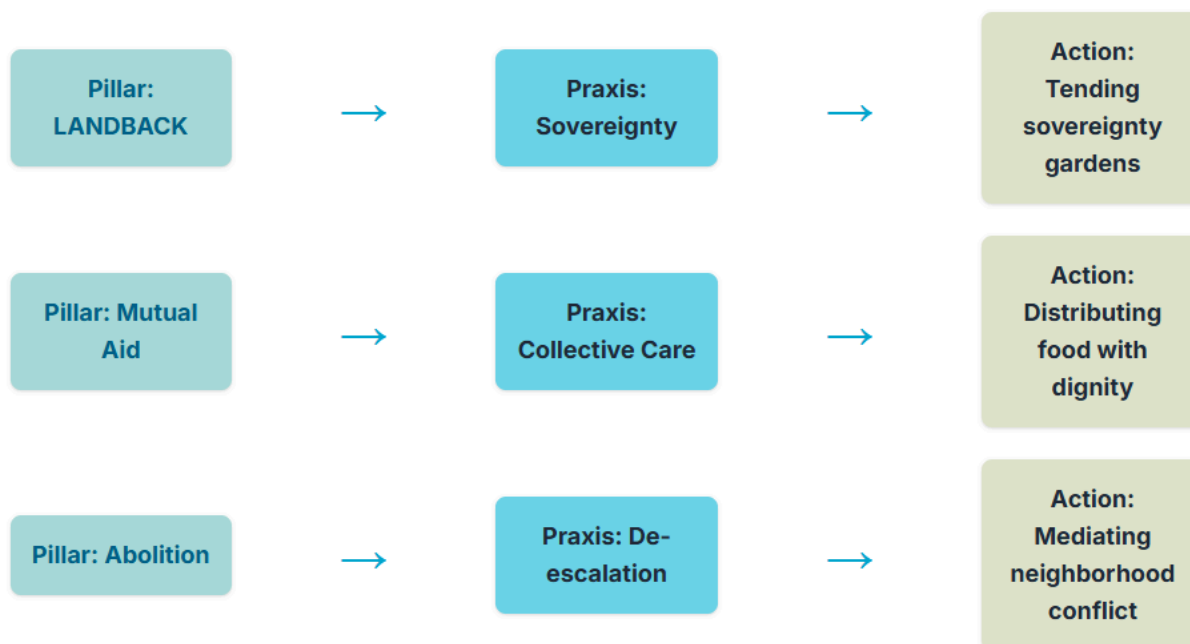 Pillar:
LANDBACK
→
Praxis:
Sovereignty
→
Action:
Tending
sovereignty
gardens
Pillar: Mutual
Aid
→
Praxis:
Collective Care
→
Action:
Distributing
food with
dignity
Pillar: Abolition
→
Praxis: De-
escalation
→
Action:
Mediating
neighborhood
conflict